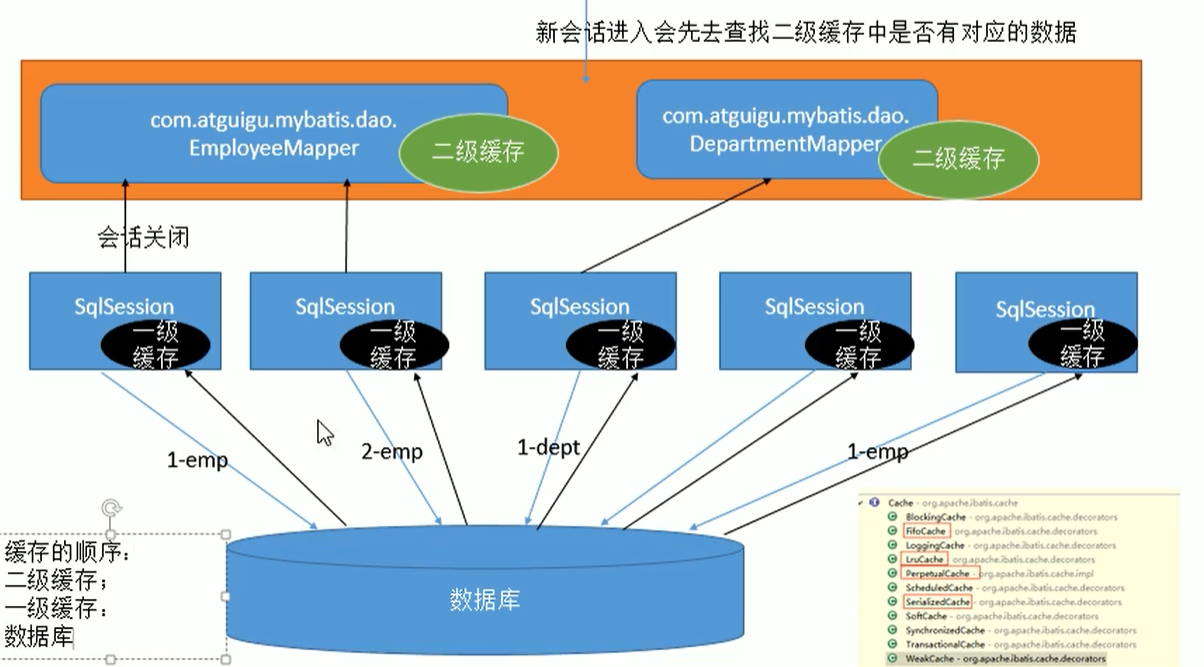 新会话进入会先去查找二级缓存中是否有对应的数据
com.atguigu.mybatis.dao.
EmployeeMapper
二级缓存
com.atguigu.mybatis.dao.
DepartmentMapper
二级缓存
会话关闭
SqlSession
一级
缓存
SqlSession
一级
缓存
SqlSession
一级
缓存
SqlSession
一级
缓存
SqlSession
一级
缓存
1-emp
2-emp
1-dept
1-emp
缓存的顺序：
二级缓存；
一级缓存：
数据库
数据库
Cache - org.apache.ibatis.cache
BlockingCache - org.apache.ibatis.cache.decorators
FifoCache - org.apache.ibatis.cache.decorators
LoggingCache - org.apache.ibatis.cache.decorators
LruCache - org.apache.ibatis.cache.decorators
PerpetualCache - org.apache.ibatis.cache.impl
ScheduledCache - org.apache.ibatis.cache.decorators
SerializedCache - org.apache.ibatis.cache.decorators
SoftCache - org.apache.ibatis.cache.decorators
SynchronizedCache - org.apache.ibatis.cache.decorators
TransactionalCache - org.apache.ibatis.cache.decorators
WeakCache - org.apache.ibatis.cache.decorators